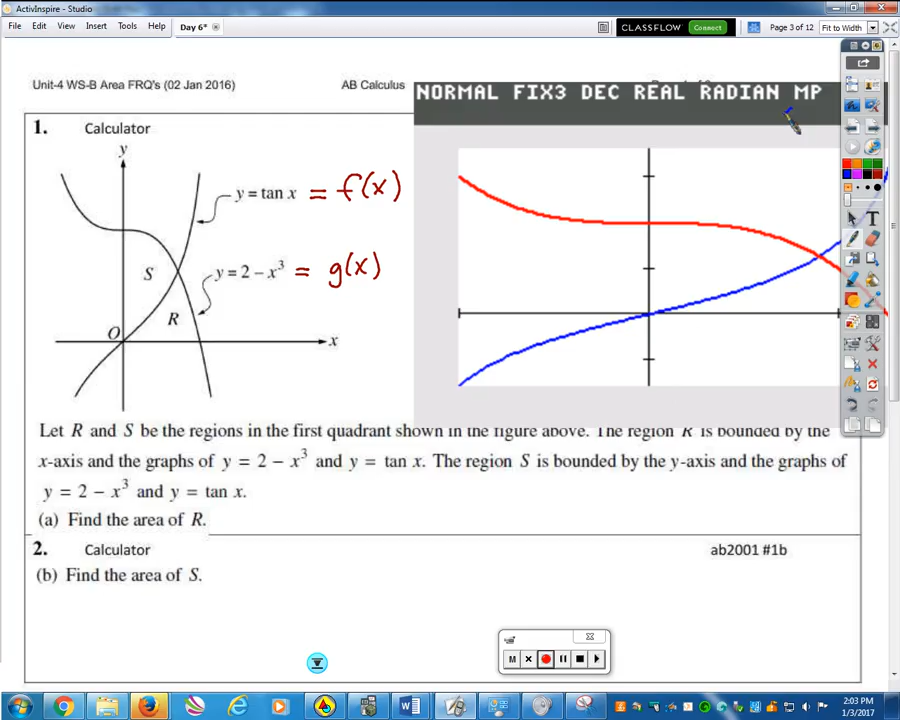 ActivInspire - Studio
File Edit View Insert Tools Help Day 6*
CLASSFLOW Connect Page 3 of 12 Fit to Width
Unit-4 WS-B Area FRQ's (02 Jan 2016) AB Calculus
NORMAL FIX3 DEC REAL RADIAN MP
1. Calculator
y
y = tan x = f(x)
S y = 2 − x³ = g(x)
R
O x
Let R and S be the regions in the first quadrant shown in the figure above. The region R is bounded by the
x-axis and the graphs of y = 2 − x³ and y = tan x. The region S is bounded by the y-axis and the graphs of
y = 2 − x³ and y = tan x.
(a) Find the area of R.
2. Calculator ab2001 #1b
(b) Find the area of S.
M
T
2:03 PM
1/3/2017